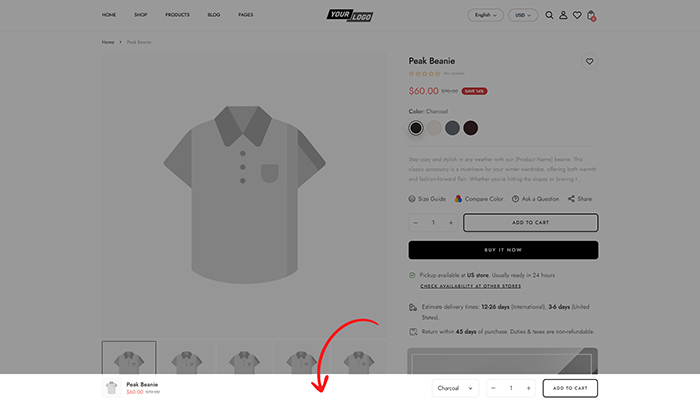 HOME SHOP PRODUCTS BLOG PAGES
YOUR LOGO
English USD
Home • Peak Beanie
Peak Beanie
No reviews
$60.00 $70.00 SAVE 14%
Color: Charcoal
Stay cozy and stylish in any weather with our [Product Name] beanie. This
classic accessory is a must-have for your winter wardrobe, offering both warmth
and fashion-forward flair. Whether you're hitting the slopes or braving t...
Size Guide Compare Color Ask a Question Share
− 1 + ADD TO CART
BUY IT NOW
Pickup available at US store. Usually ready in 24 hours
CHECK AVAILABILITY AT OTHER STORES
Estimate delivery times: 12-26 days (International), 3-6 days (United
States).
Return within 45 days of purchase. Duties & taxes are non-refundable.
Peak Beanie
$60.00 $70.00
Charcoal − 1 + ADD TO CART